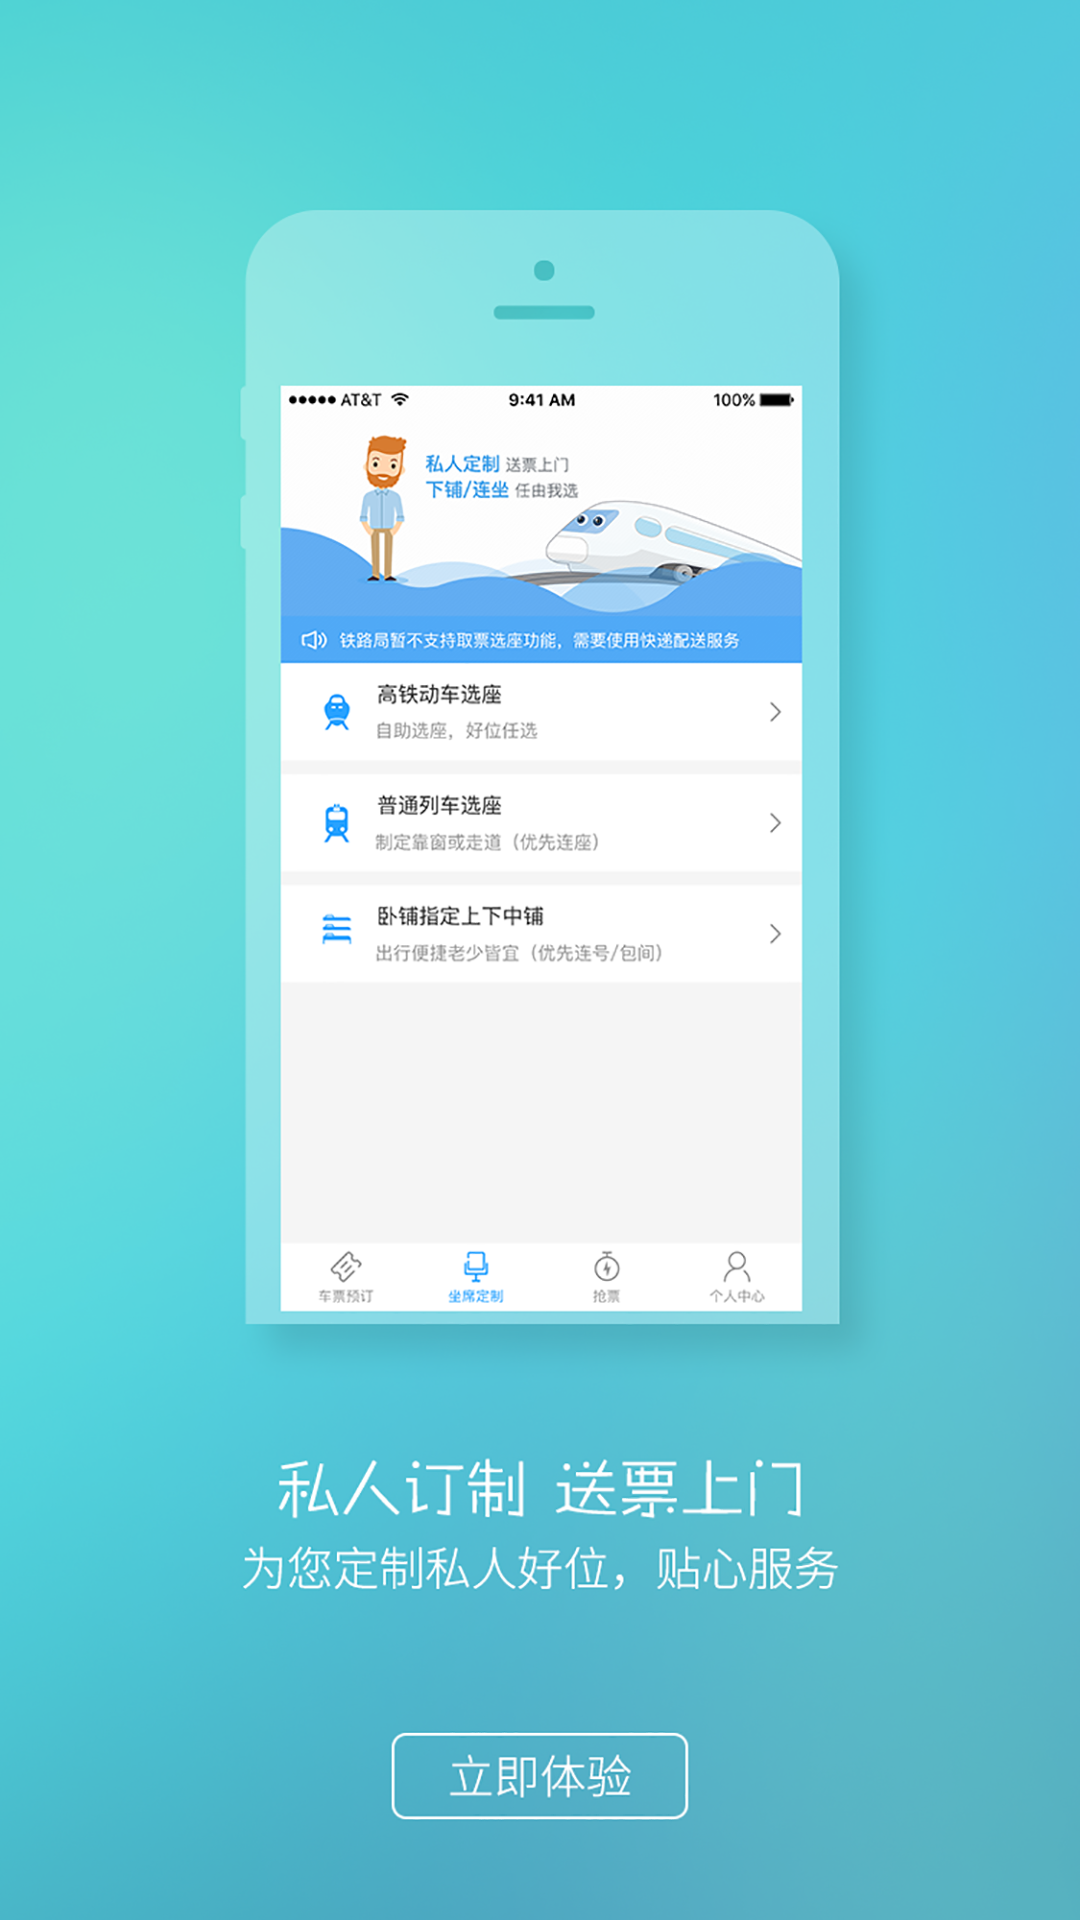 ●●●●● AT&T 9:41 AM 100%
私人定制 送票上门
下铺/连坐 任由我选
铁路局暂不支持取票选座功能，需要使用快递配送服务
高铁动车选座
自助选座，好位任选
普通列车选座
制定靠窗或走道（优先连座）
卧铺指定上下中铺
出行便捷老少皆宜（优先连号/包间）
车票预订 坐席定制 抢票 个人中心
私人订制 送票上门
为您定制私人好位，贴心服务
立即体验